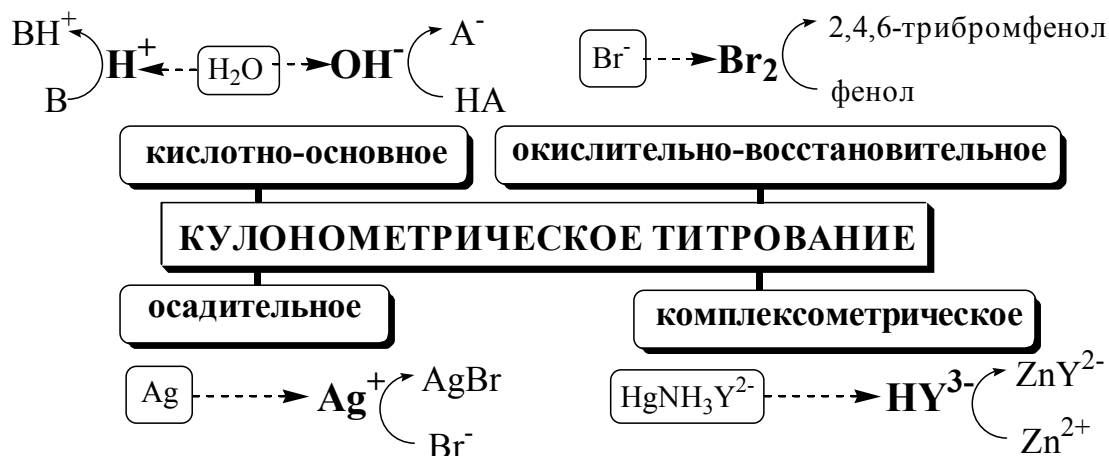 BH⁺ H⁺ H₂O OH⁻ A⁻
B HA
Br⁻ Br₂ 2,4,6-трибромфенол
фенол
кислотно-основное
окислительно-восстановительное
КУЛОНОМЕТРИЧЕСКОЕ ТИТРОВАНИЕ
осадительное
комплексометрическое
Ag Ag⁺ AgBr
Br⁻
HgNH₃Y²⁻ HY³⁻ ZnY²⁻
Zn²⁺